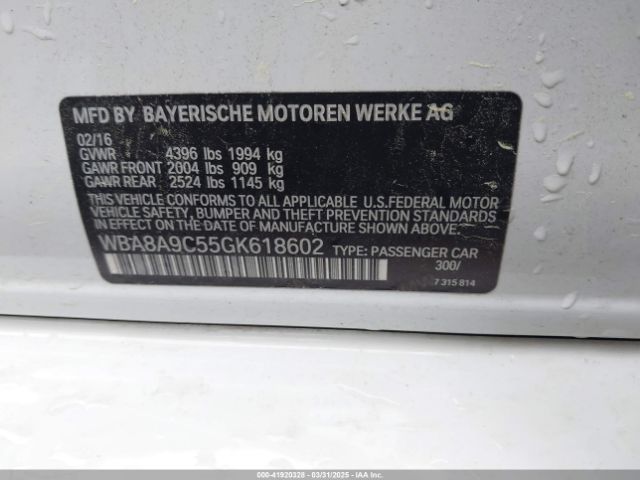 MFD BY BAYERISCHE MOTOREN WERKE AG
02/16
GVWR 4396 lbs 1994 kg
GAWR FRONT 2004 lbs 909 kg
GAWR REAR 2524 lbs 1145 kg
THIS VEHICLE CONFORMS TO ALL APPLICABLE U.S.FEDERAL MOTOR
VEHICLE SAFETY, BUMPER, AND THEFT PREVENTION
STANDARDS IN EFFECT ON THE DATE OF MANUFACTURE SHOWN ABOVE.
WBA8A9C55GK618602 TYPE: PASSENGER CAR
300/
7 315 814
000-41920328 - 03/31/2025 - IAAI.COM